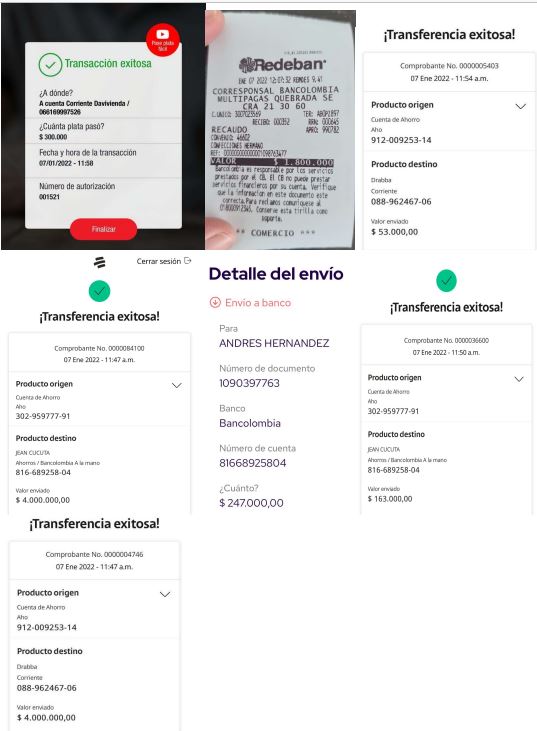 Pase plata
fácil
Transacción exitosa
¿A dónde?
A cuenta Corriente Davivienda /
066169997526
¿Cuánta plata pasó?
$ 300.000
Fecha y hora de la transacción
07/01/2022 - 11:58
Número de autorización
001521
Finalizar
Redeban
ENE 07 2022 12:07:32 RBMDES 9.41
CORRESPONSAL BANCOLOMBIA
MULTIPAGAS QUEBRADA SE
CRA 21 30 60
C.UNICO: 3007023569 TER: ABDPZ897
RECIBO: 000352 RRN: 000645
RECAUDO APRO: 990782
CONVENIO: 46602
CONFECCIONES HERMANO
VALOR $ 1.800.000
Bancolombia es responsable por los servicios
prestados por el CB. El CB no puede prestar
servicios financieros por su cuenta. Verifique
que la información en este documento este
correcta. Para reclamos comuníquese al
018000912345. Conserve esta tirilla como
soporte.
** COMERCIO ***
¡Transferencia exitosa!
Comprobante No. 0000005403
07 Ene 2022 - 11:54 a.m.
Producto origen
Cuenta de Ahorro
Aho
912-009253-14
Producto destino
Drabba
Corriente
088-962467-06
Valor enviado
$ 53.000,00
Cerrar sesión
¡Transferencia exitosa!
Comprobante No. 0000084100
07 Ene 2022 - 11:47 a.m.
Producto origen
Cuenta de Ahorro
Aho
302-959777-91
Producto destino
JEAN CUCUTA
Ahorros / Bancolombia A la mano
816-689258-04
Valor enviado
$ 4.000.000,00
Detalle del envío
Envío a banco
Para
ANDRES HERNANDEZ
Número de documento
1090397763
Banco
Bancolombia
Número de cuenta
81668925804
¿Cuánto?
$ 247.000,00
¡Transferencia exitosa!
Comprobante No. 0000036600
07 Ene 2022 - 11:50 a.m.
Producto origen
Cuenta de Ahorro
Aho
302-959777-91
Producto destino
JEAN CUCUTA
Ahorros / Bancolombia A la mano
816-689258-04
Valor enviado
$ 163.000,00
¡Transferencia exitosa!
Comprobante No. 0000004746
07 Ene 2022 - 11:47 a.m.
Producto origen
Cuenta de Ahorro
Aho
912-009253-14
Producto destino
Drabba
Corriente
088-962467-06
Valor enviado
$ 4.000.000,00